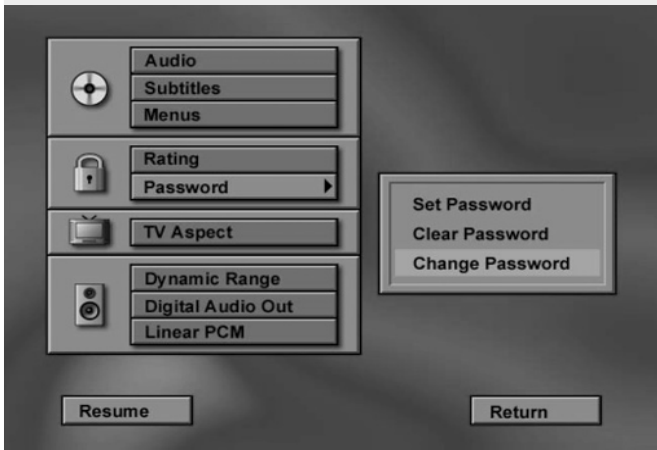 Audio
Subtitles
Menus
Rating
Password
TV Aspect
Dynamic Range
Digital Audio Out
Linear PCM
Set Password
Clear Password
Change Password
Resume
Return